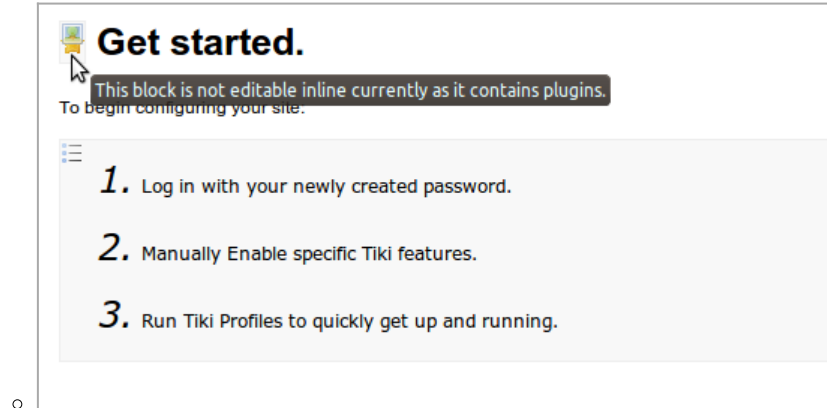 Get started.
This block is not editable inline currently as it contains plugins.
To begin configuring your site:
1. Log in with your newly created password.
2. Manually Enable specific Tiki features.
3. Run Tiki Profiles to quickly get up and running.